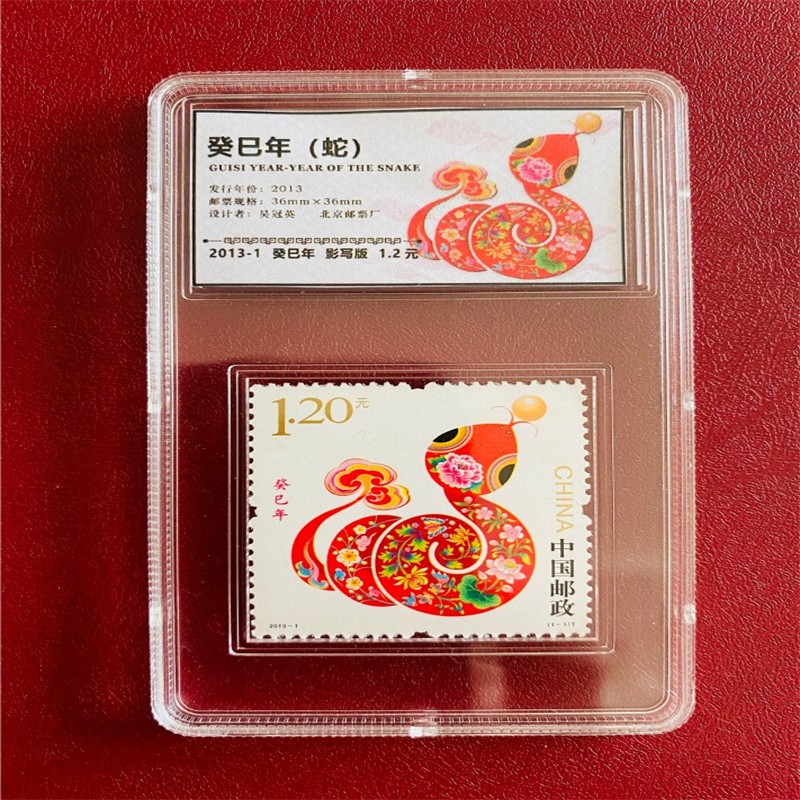 癸巳年（蛇）
GUISI YEAR-YEAR OF THE SNAKE
发行年份：2013
邮票规格：36mm×36mm
设计者：吴冠英 北京邮票厂
2013-1 癸巳年 影写版 1.2元
1.20元
癸巳年
CHINA
中国邮政
2013-1
(1-1)T